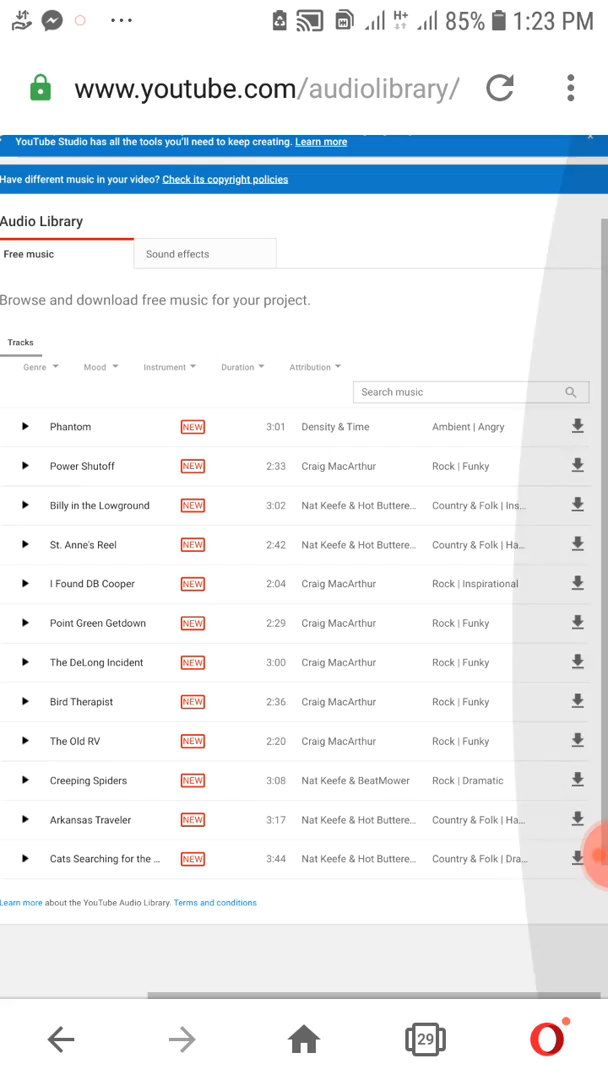 H+ 85% 1:23 PM
www.youtube.com/audiolibrary/
YouTube Studio has all the tools you'll need to keep creating. Learn more
Have different music in your video? Check its copyright policies
Audio Library
Free music Sound effects
Browse and download free music for your project.
Tracks
Genre Mood Instrument Duration Attribution
Search music
Phantom NEW 3:01 Density & Time Ambient | Angry
Power Shutoff NEW 2:33 Craig MacArthur Rock | Funky
Billy in the Lowground NEW 3:02 Nat Keefe & Hot Buttere... Country & Folk | Ins...
St. Anne's Reel NEW 2:42 Nat Keefe & Hot Buttere... Country & Folk | Ha...
I Found DB Cooper NEW 2:04 Craig MacArthur Rock | Inspirational
Point Green Getdown NEW 2:29 Craig MacArthur Rock | Funky
The DeLong Incident NEW 3:00 Craig MacArthur Rock | Funky
Bird Therapist NEW 2:36 Craig MacArthur Rock | Funky
The Old RV NEW 2:20 Craig MacArthur Rock | Funky
Creeping Spiders NEW 3:08 Nat Keefe & BeatMower Rock | Dramatic
Arkansas Traveler NEW 3:17 Nat Keefe & Hot Buttere... Country & Folk | Ha...
Cats Searching for the ... NEW 3:44 Nat Keefe & Hot Buttere... Country & Folk | Dra...
Learn more about the YouTube Audio Library. Terms and conditions
29